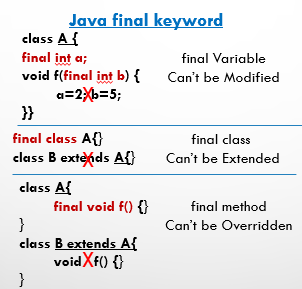 Java final keyword
class A {
final int a;
final Variable
void f(final int b) {
Can't be Modified
a=2;Xb=5;
}}
final class A{}
final class
class B extends A{}
X
Can't be Extended
class A{
final void f() {}
final method
}
Can't be Overridden
class B extends A{
void X f() {}
}